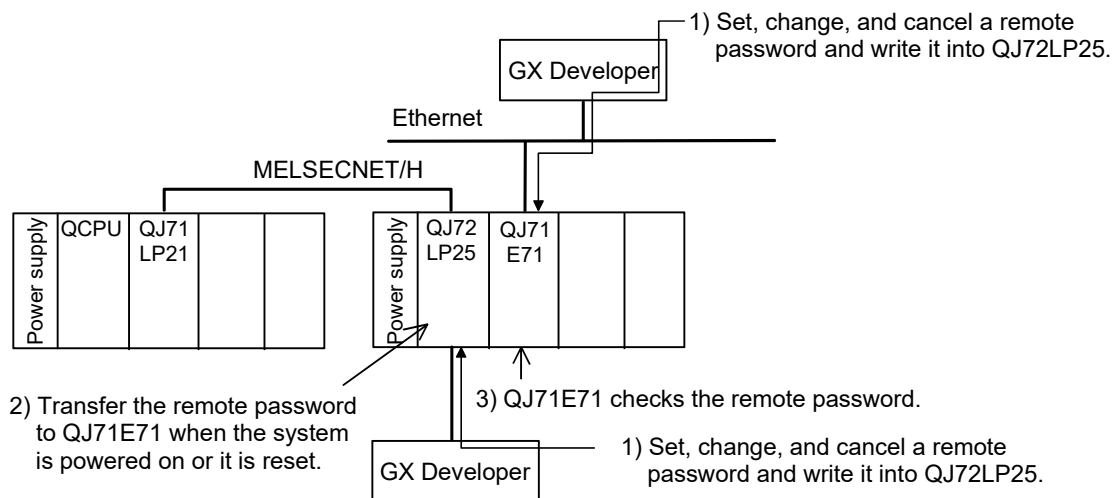 1) Set, change, and cancel a remote
password and write it into QJ72LP25.
GX Developer
Ethernet
MELSECNET/H
Power supply
QCPU
QJ71
LP21
Power supply
QJ72
LP25
QJ71
E71
2) Transfer the remote password
to QJ71E71 when the system
is powered on or it is reset.
3) QJ71E71 checks the remote password.
GX Developer
1) Set, change, and cancel a remote
password and write it into QJ72LP25.